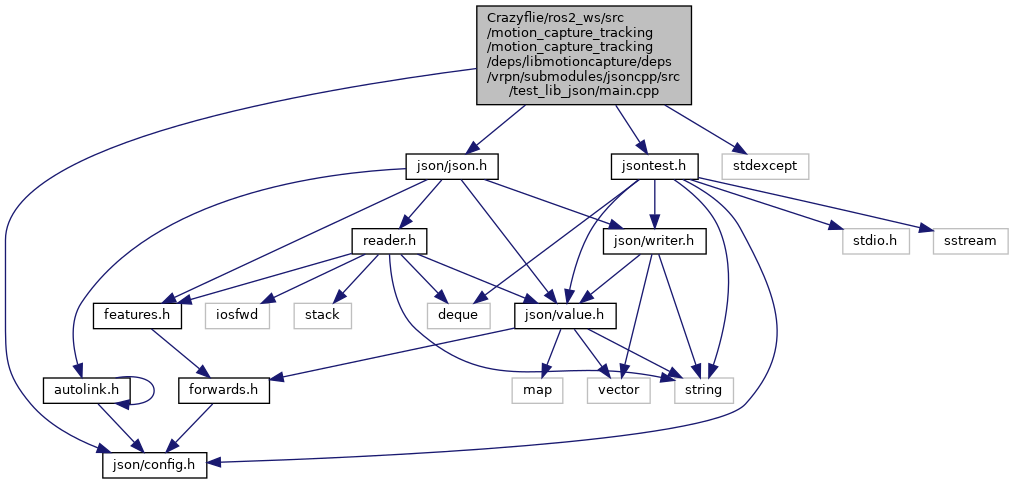 Crazyflie/ros2_ws/src
/motion_capture_tracking
/motion_capture_tracking
/deps/libmotioncapture/deps
/vrpn/submodules/jsoncpp/src
/test_lib_json/main.cpp
json/json.h
jsontest.h
stdexcept
reader.h
json/writer.h
stdio.h
sstream
features.h
iosfwd
stack
deque
json/value.h
autolink.h
forwards.h
map
vector
string
json/config.h